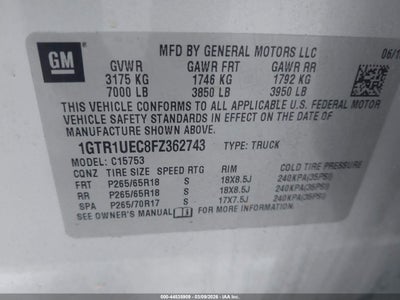 GM
MFD BY GENERAL MOTORS LLC
GVWR GAWR FRT GAWR RR
3175 KG 1746 KG 1792 KG
7000 LB 3850 LB 3950 LB
THIS VEHICLE CONFORMS TO ALL APPLICABLE U.S. FEDERAL MOTOR
VEHICLE SAFETY STANDARDS IN EFFECT ON THE DATE OF
MANUFACTURE SHOWN ABOVE.
1GTR1UEC8FZ362743 TYPE: TRUCK
MODEL: C15753
CQNZ TIRE SIZE SPEED RTG RIM COLD TIRE PRESSURE
FRT P265/65R18 S 18X8.5J 240KPA(35PSI)
RR P265/65R18 S 18X8.5J 240KPA(35PSI)
SPA P265/70R17 S 17X7.5J 240KPA(35PSI)
SEE OWNER'S MANUAL FOR MORE INFORMATION.